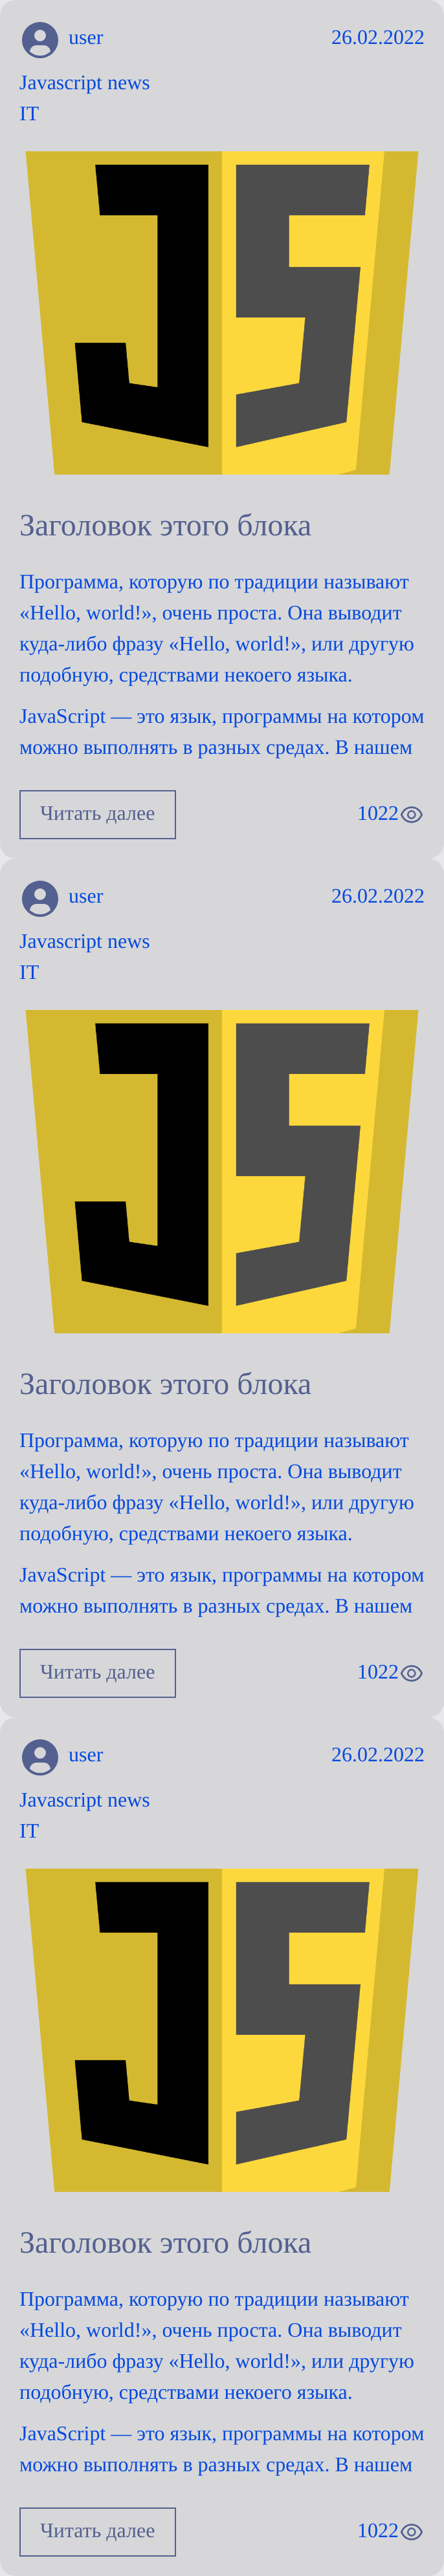 user 26.02.2022
Javascript news
IT
JS
Заголовок этого блока
Программа, которую по традиции называют
«Hello, world!», очень проста. Она выводит
куда-либо фразу «Hello, world!», или другую
подобную, средствами некоего языка.
JavaScript — это язык, программы на котором
можно выполнять в разных средах. В нашем
Читать далее 1022
user 26.02.2022
Javascript news
IT
JS
Заголовок этого блока
Программа, которую по традиции называют
«Hello, world!», очень проста. Она выводит
куда-либо фразу «Hello, world!», или другую
подобную, средствами некоего языка.
JavaScript — это язык, программы на котором
можно выполнять в разных средах. В нашем
Читать далее 1022
user 26.02.2022
Javascript news
IT
JS
Заголовок этого блока
Программа, которую по традиции называют
«Hello, world!», очень проста. Она выводит
куда-либо фразу «Hello, world!», или другую
подобную, средствами некоего языка.
JavaScript — это язык, программы на котором
можно выполнять в разных средах. В нашем
Читать далее 1022